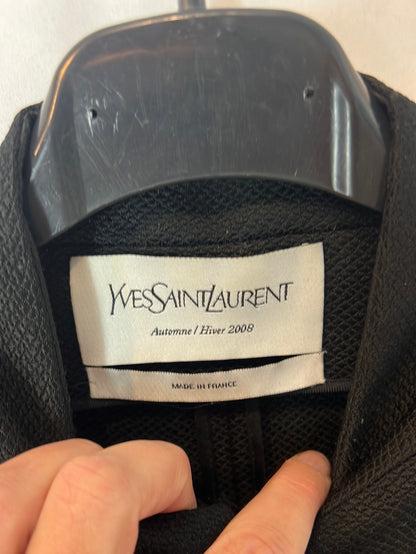 YVESSAINTLAURENT
Automne / Hiver 2008
MADE IN FRANCE